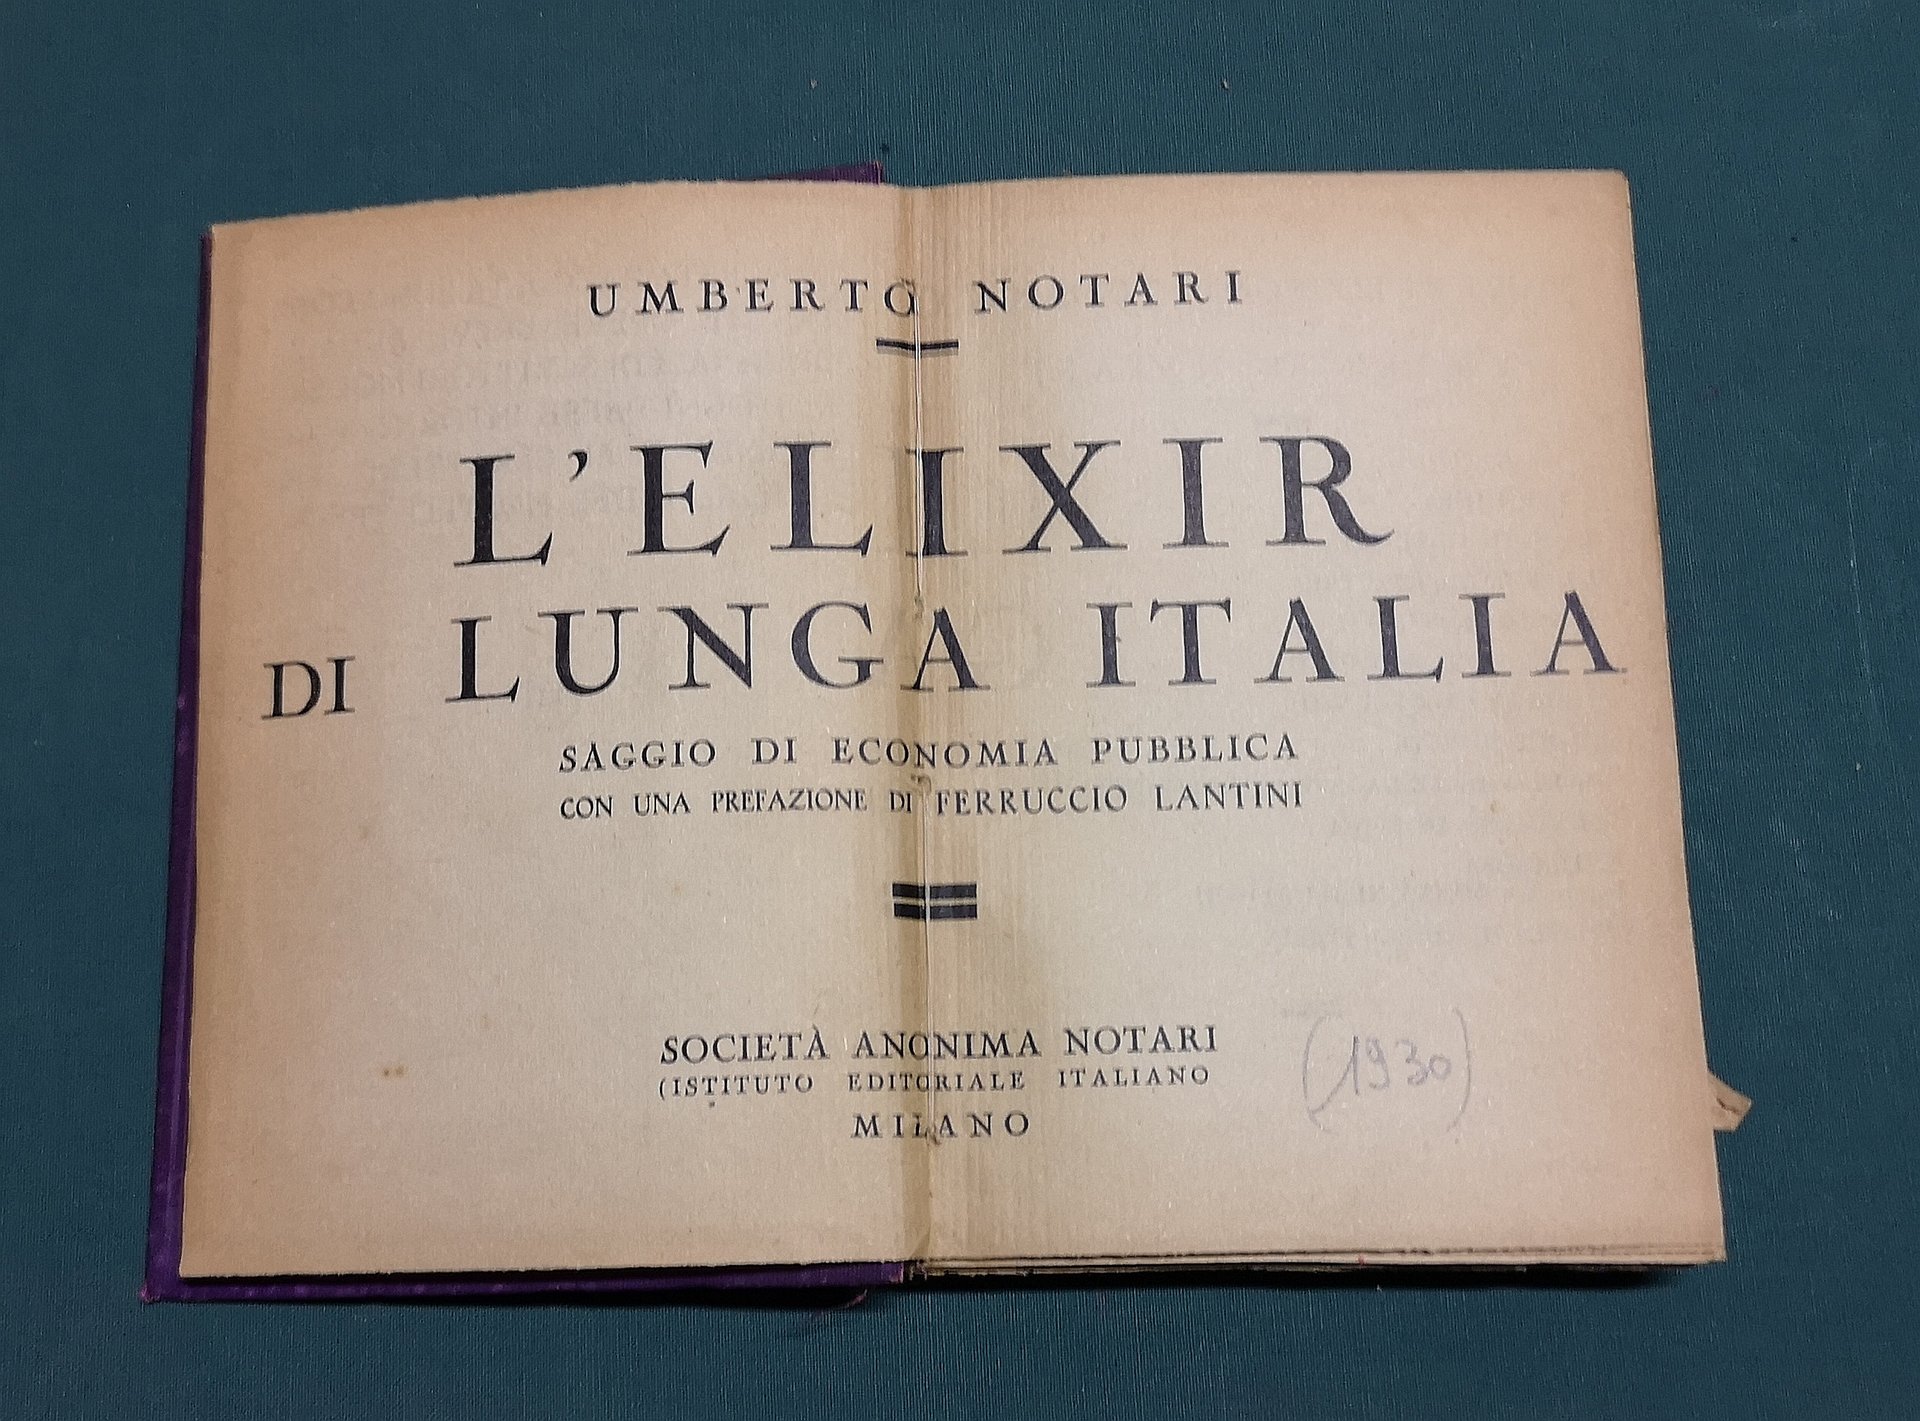 UMBERTO NOTARI
L'ELIXIR
DI LUNGA ITALIA
SAGGIO DI ECONOMIA PUBBLICA
CON UNA PREFAZIONE DI FERRUCCIO LANTINI
SOCIETÀ ANONIMA NOTARI
(ISTITUTO EDITORIALE ITALIANO
MILANO
(1930)